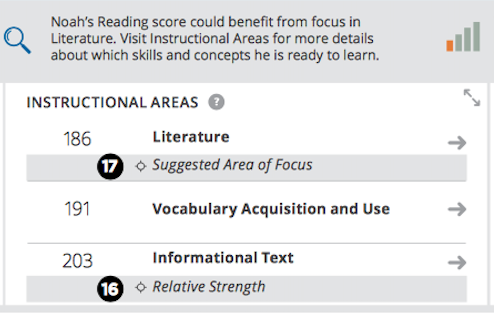 Noah's Reading score could benefit from focus in
Literature. Visit Instructional Areas for more details
about which skills and concepts he is ready to learn.
INSTRUCTIONAL AREAS ?
186 Literature
17 Suggested Area of Focus
191 Vocabulary Acquisition and Use
203 Informational Text
16 Relative Strength